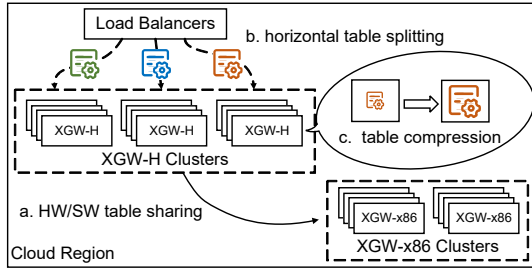 Load Balancers
b. horizontal table splitting
XGW-H
XGW-H
XGW-H
c. table compression
XGW-H Clusters
a. HW/SW table sharing
XGW-x86
XGW-x86
XGW-x86 Clusters
Cloud Region